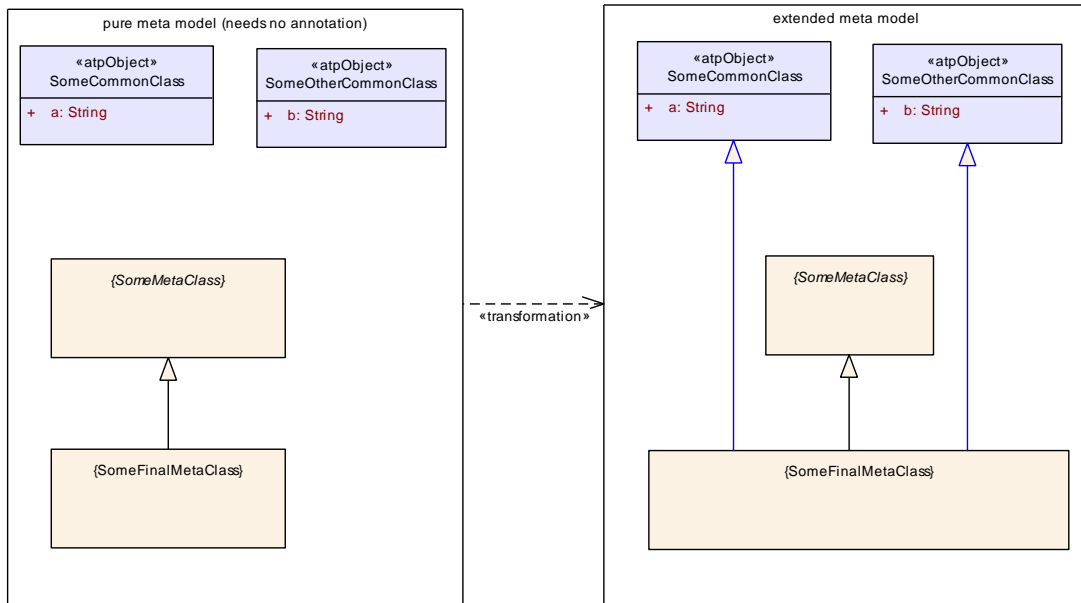 pure meta model (needs no annotation)
«atpObject»
SomeCommonClass
+ a: String
«atpObject»
SomeOtherCommonClass
+ b: String
{SomeMetaClass}
{SomeFinalMetaClass}
«transformation»
extended meta model
«atpObject»
SomeCommonClass
+ a: String
«atpObject»
SomeOtherCommonClass
+ b: String
{SomeMetaClass}
{SomeFinalMetaClass}